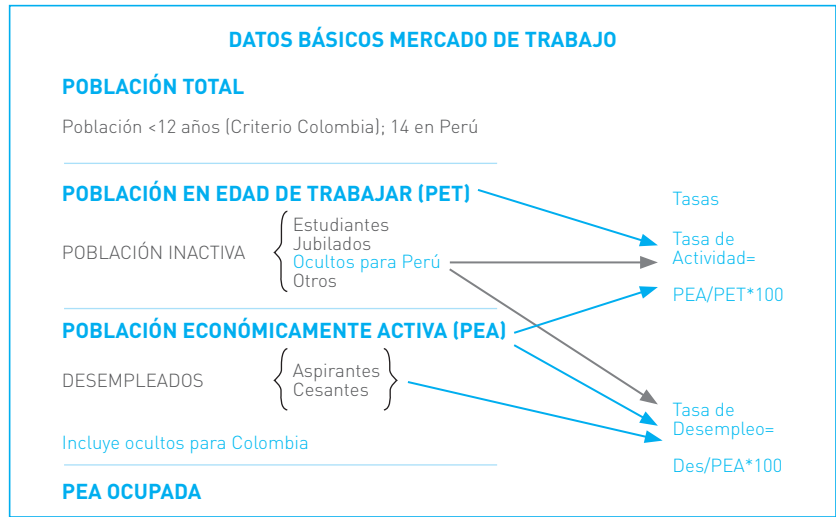 DATOS BÁSICOS MERCADO DE TRABAJO
POBLACIÓN TOTAL
Población <12 años (Criterio Colombia); 14 en Perú
POBLACIÓN EN EDAD DE TRABAJAR (PET)
POBLACIÓN INACTIVA
Estudiantes
Jubilados
Ocultos para Perú
Otros
POBLACIÓN ECONÓMICAMENTE ACTIVA (PEA)
DESEMPLEADOS
Aspirantes
Cesantes
Incluye ocultos para Colombia
PEA OCUPADA
Tasas
Tasa de
Actividad=
PEA/PET*100
Tasa de
Desempleo=
Des/PEA*100